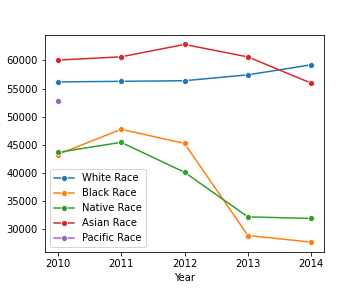 60000
55000
50000
45000
40000
35000
30000
White Race
Black Race
Native Race
Asian Race
Pacific Race
2010 2011 2012 2013 2014
Year